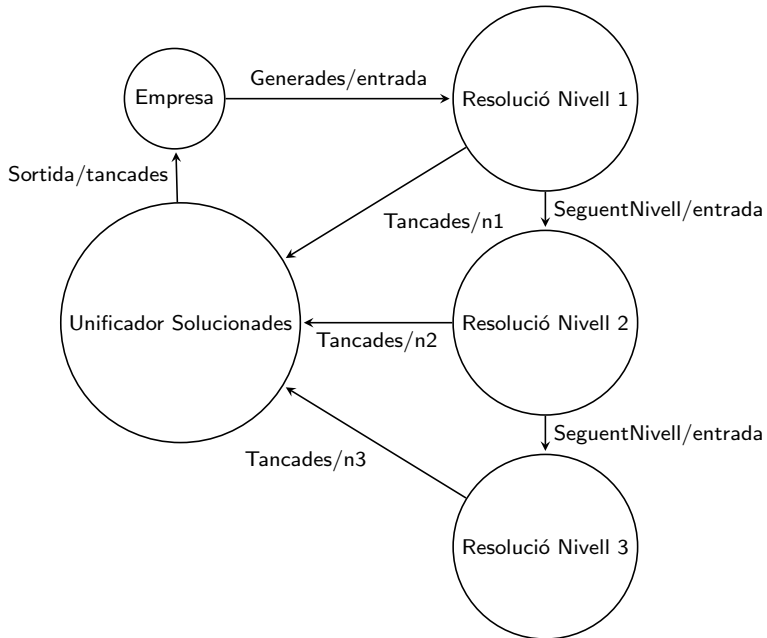 Generades/entrada
Empresa
Resolució Nivell 1
Sortida/tancades
Tancades/n1
SeguentNivell/entrada
Unificador Solucionades
Resolució Nivell 2
Tancades/n2
SeguentNivell/entrada
Tancades/n3
Resolució Nivell 3